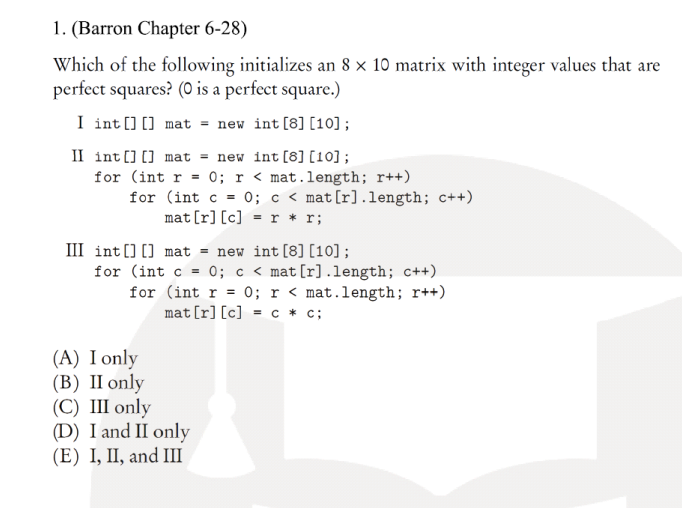 1. (Barron Chapter 6-28)
Which of the following initializes an 8 × 10 matrix with integer values that are
perfect squares? (0 is a perfect square.)
I int[][] mat = new int[8][10];
II int[][] mat = new int[8][10];
for (int r = 0; r < mat.length; r++)
for (int c = 0; c < mat[r].length; c++)
mat[r][c] = r * r;
III int[][] mat = new int[8][10];
for (int c = 0; c < mat[r].length; c++)
for (int r = 0; r < mat.length; r++)
mat[r][c] = c * c;
(A) I only
(B) II only
(C) III only
(D) I and II only
(E) I, II, and III